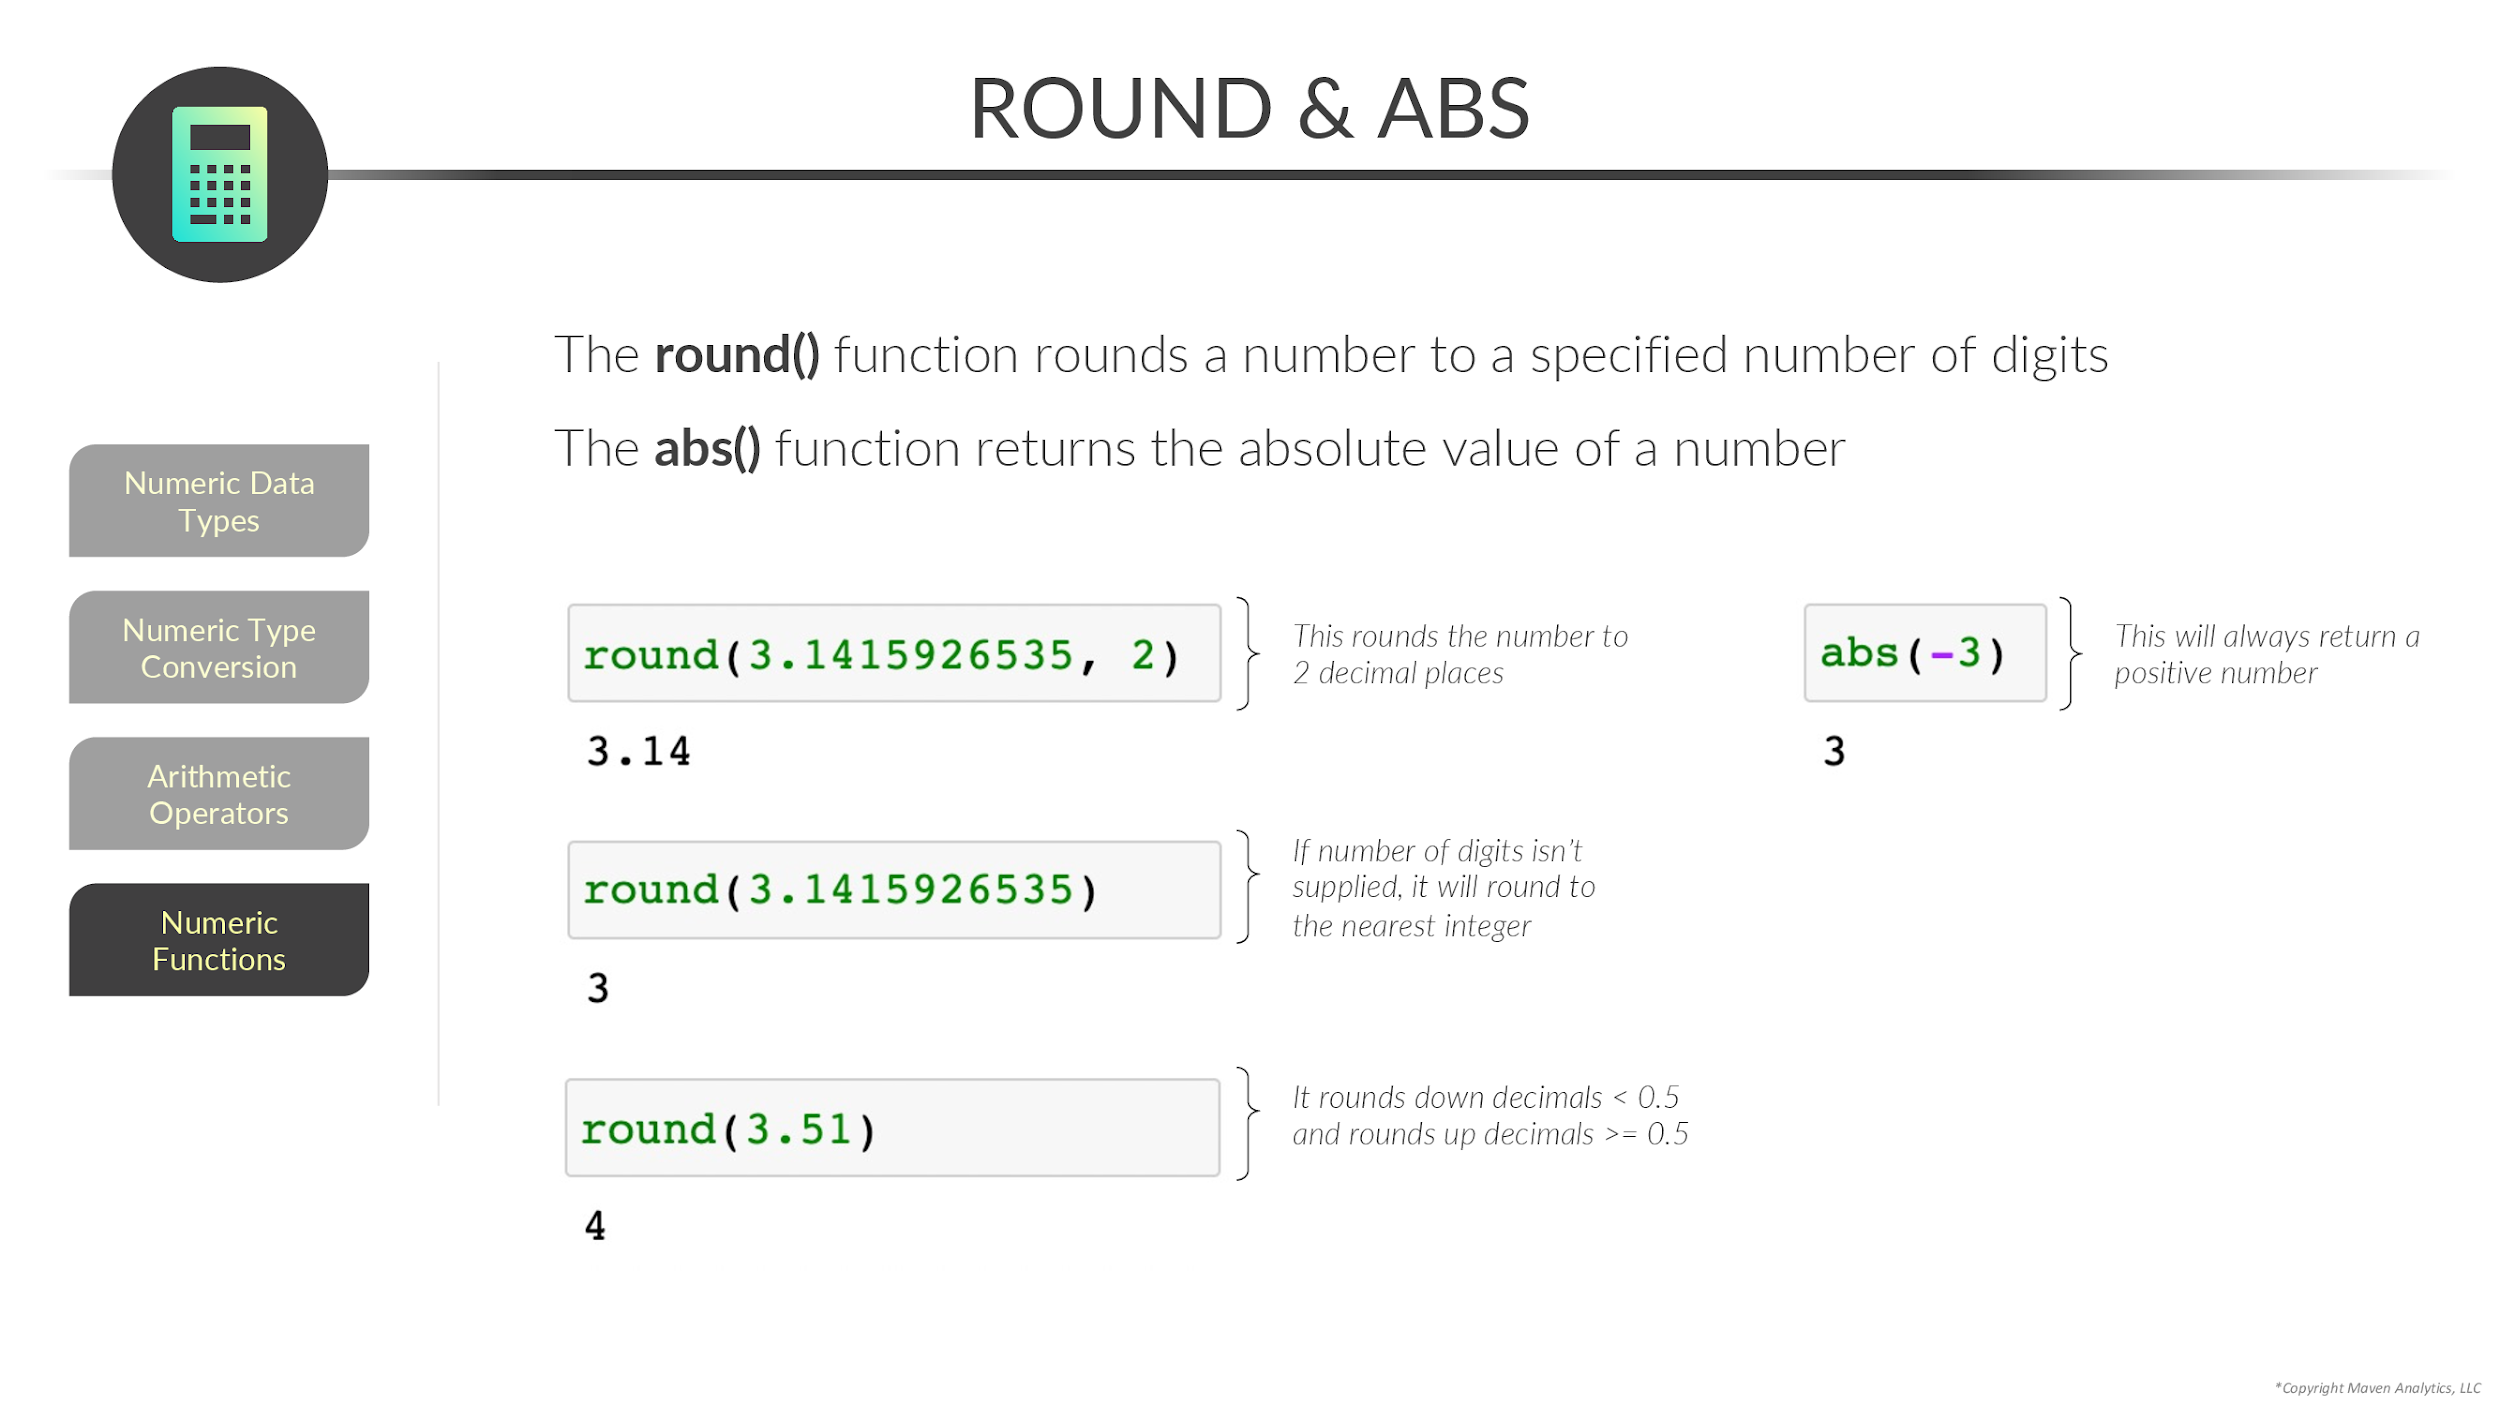 ROUND & ABS
The round() function rounds a number to a specified number of digits
The abs() function returns the absolute value of a number
Numeric Data
Types
Numeric Type
Conversion
Arithmetic
Operators
Numeric
Functions
round(3.1415926535, 2)
This rounds the number to
2 decimal places
3.14
abs(-3)
This will always return a
positive number
3
round(3.1415926535)
If number of digits isn’t
supplied, it will round to
the nearest integer
3
round(3.51)
It rounds down decimals < 0.5
and rounds up decimals >= 0.5
4
*Copyright Maven Analytics, LLC